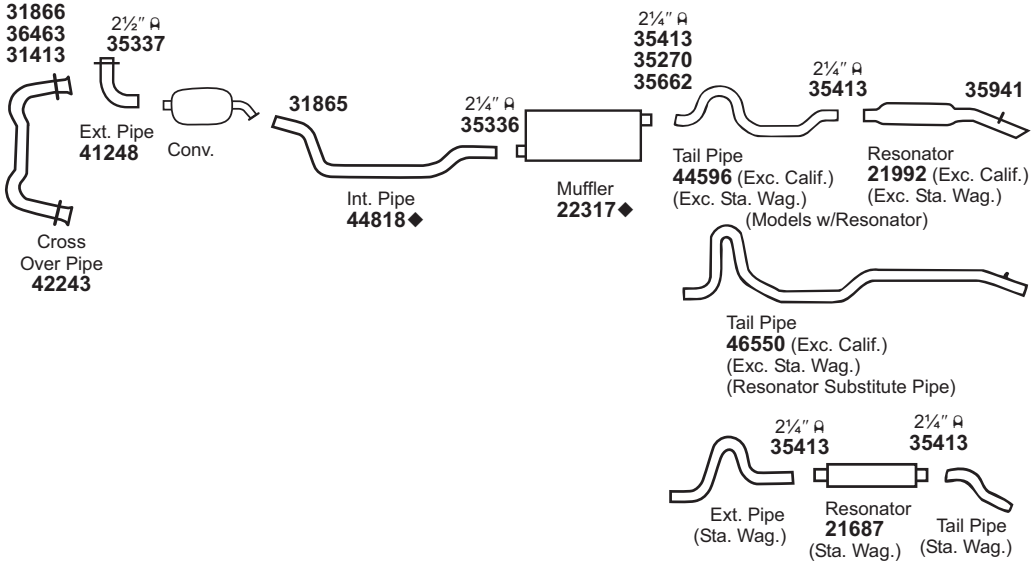 31866
36463
31413
2½″
35337
Ext. Pipe
41248
Conv.
Cross
Over Pipe
42243
31865
Int. Pipe
44818◆
2¼″
35336
Muffler
22317◆
2¼″
35413
35270
35662
Tail Pipe
44596 (Exc. Calif.)
(Exc. Sta. Wag.)
(Models w/Resonator)
2¼″
35413
35941
Resonator
21992 (Exc. Calif.)
(Exc. Sta. Wag.)
Tail Pipe
46550 (Exc. Calif.)
(Exc. Sta. Wag.)
(Resonator Substitute Pipe)
Ext. Pipe
(Sta. Wag.)
2¼″
35413
Resonator
21687
(Sta. Wag.)
2¼″
35413
Tail Pipe
(Sta. Wag.)